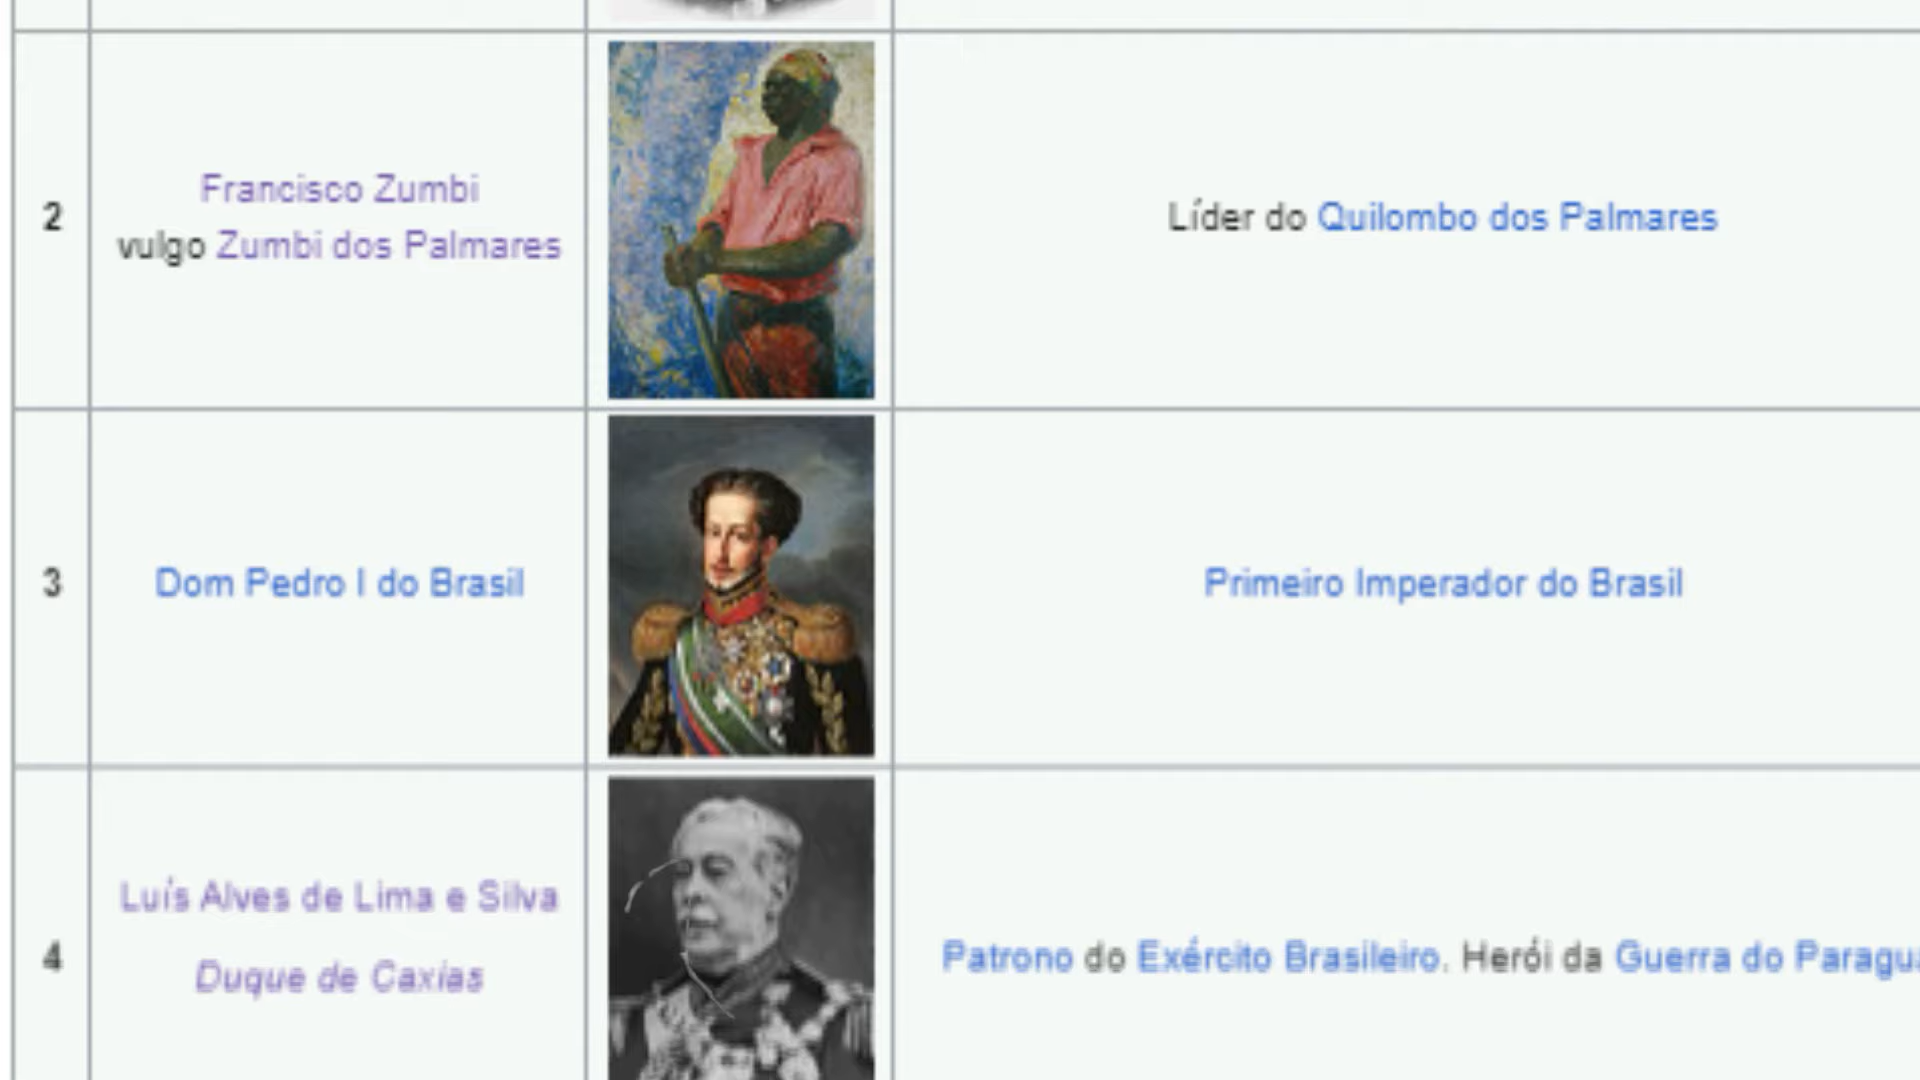 2
Francisco Zumbi
vulgo Zumbi dos Palmares
Líder do Quilombo dos Palmares
3
Dom Pedro I do Brasil
Primeiro Imperador do Brasil
4
Luís Alves de Lima e Silva
Duque de Caxias
Patrono do Exército Brasileiro. Herói da Guerra do Paragua